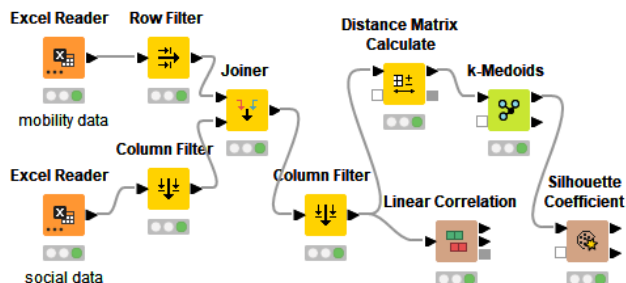 Excel Reader
Row Filter
mobility data
Joiner
Excel Reader
Column Filter
social data
Column Filter
Distance Matrix
Calculate
k-Medoids
Linear Correlation
Silhouette
Coefficient